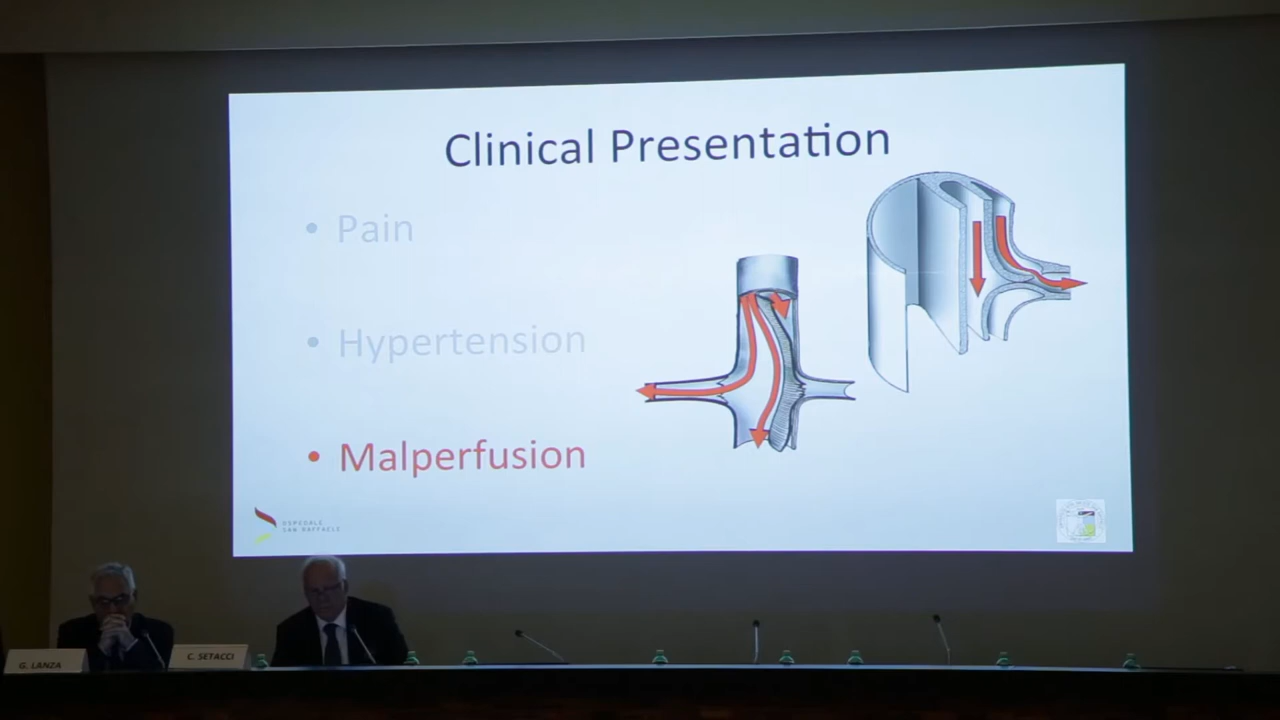 Clinical Presentation
• Pain
• Hypertension
• Malperfusion
OSPEDALE
SAN RAFFAELE
G. LANZA
C. SETACCI